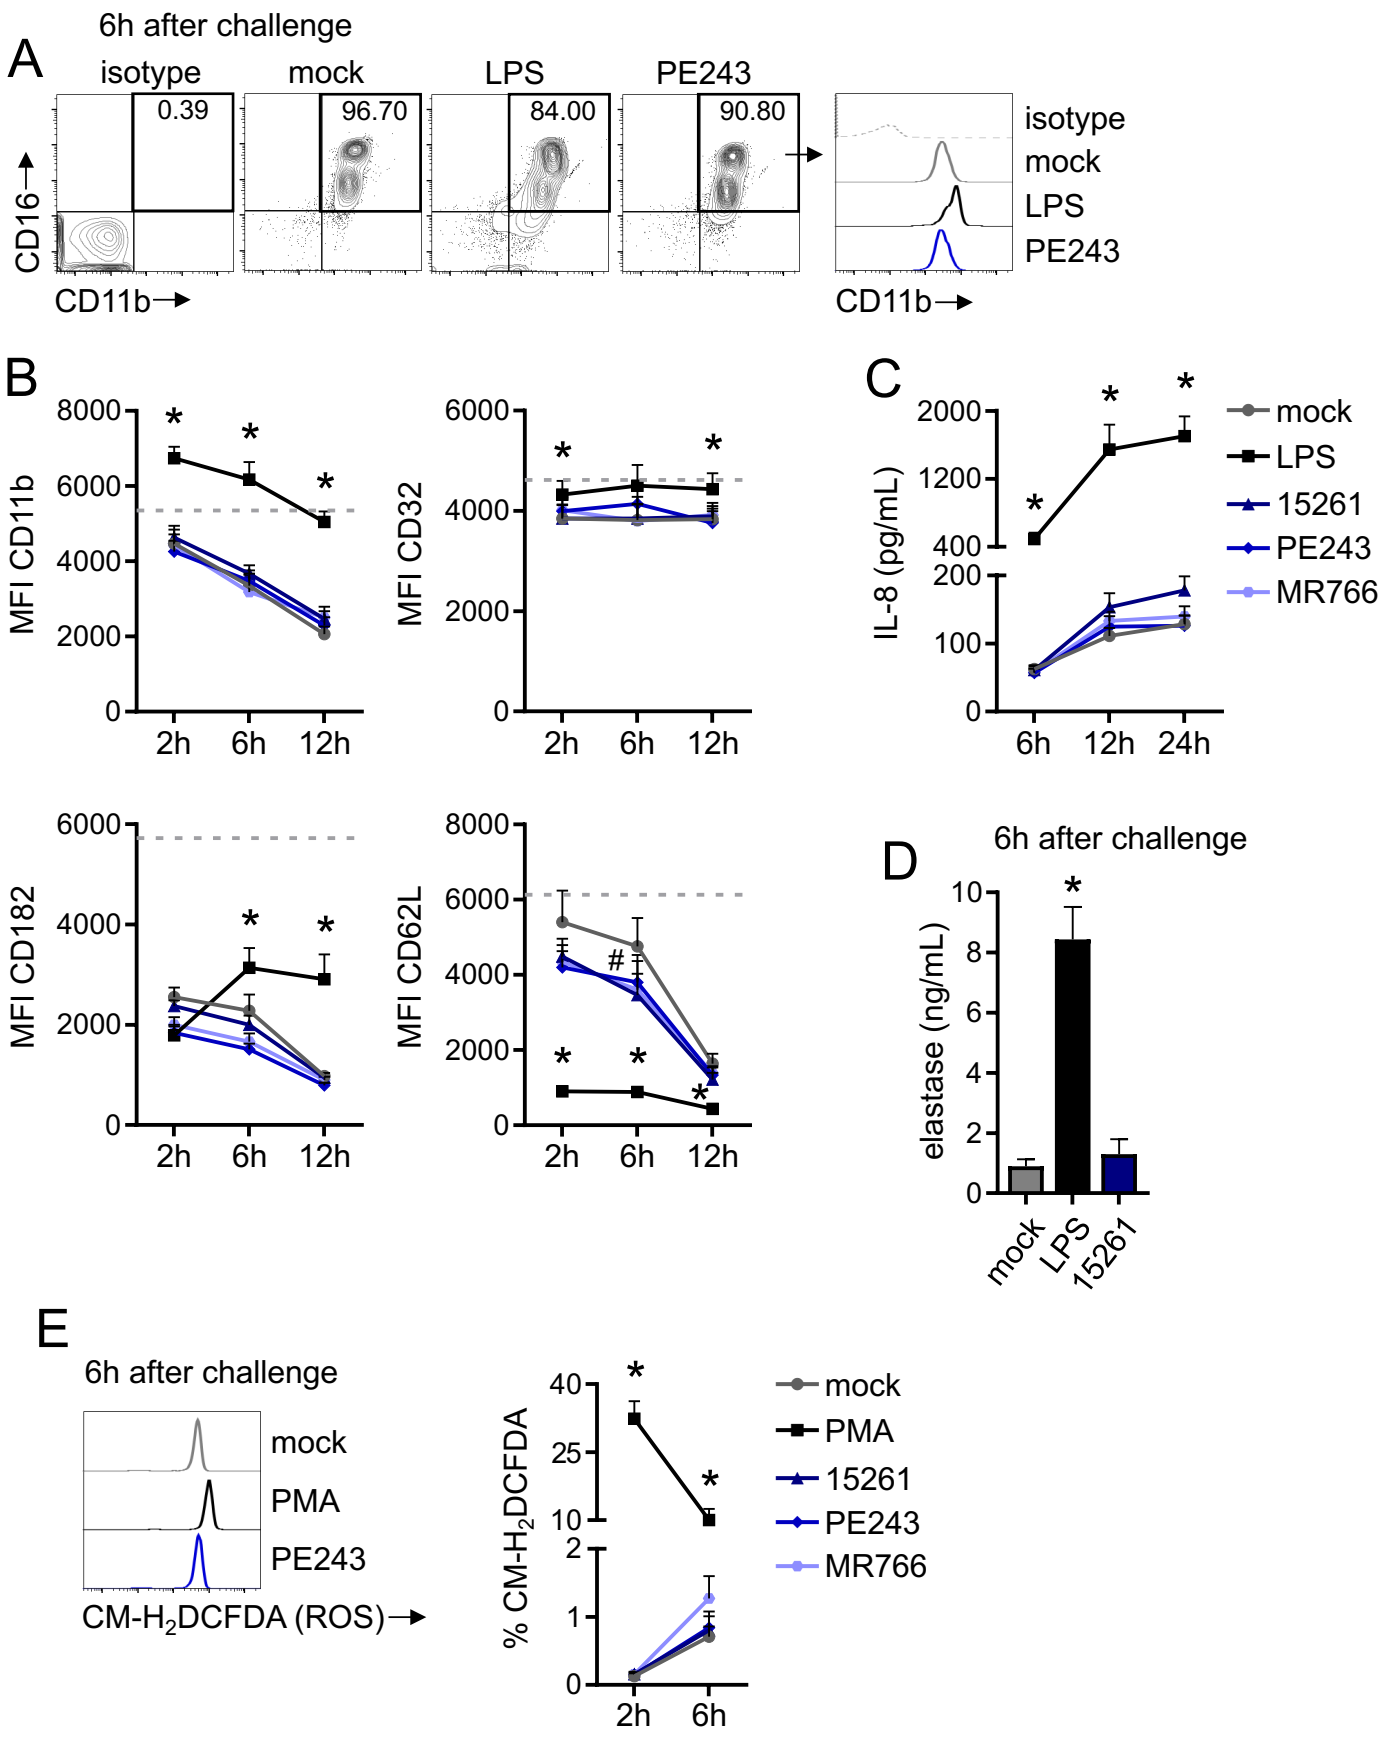 A
6h after challenge
isotype
mock
LPS
PE243
0.39
96.70
84.00
90.80
CD16
CD11b
isotype
mock
LPS
PE243
CD11b
B
MFI CD11b
8000
6000
4000
2000
0
*
*
*
2h
6h
12h
MFI CD32
6000
4000
2000
0
*
*
2h
6h
12h
C
IL-8 (pg/mL)
2000
1200
400
200
100
0
*
*
*
6h
12h
24h
mock
LPS
15261
PE243
MR766
MFI CD182
6000
4000
2000
0
*
*
2h
6h
12h
MFI CD62L
8000
6000
4000
2000
0
#
*
*
*
2h
6h
12h
D
6h after challenge
elastase (ng/mL)
10
8
6
4
2
0
*
mock
LPS
15261
E
6h after challenge
mock
PMA
PE243
CM-H₂DCFDA (ROS)
% CM-H₂DCFDA
40
25
10
2
1
0
*
*
2h
6h
mock
PMA
15261
PE243
MR766